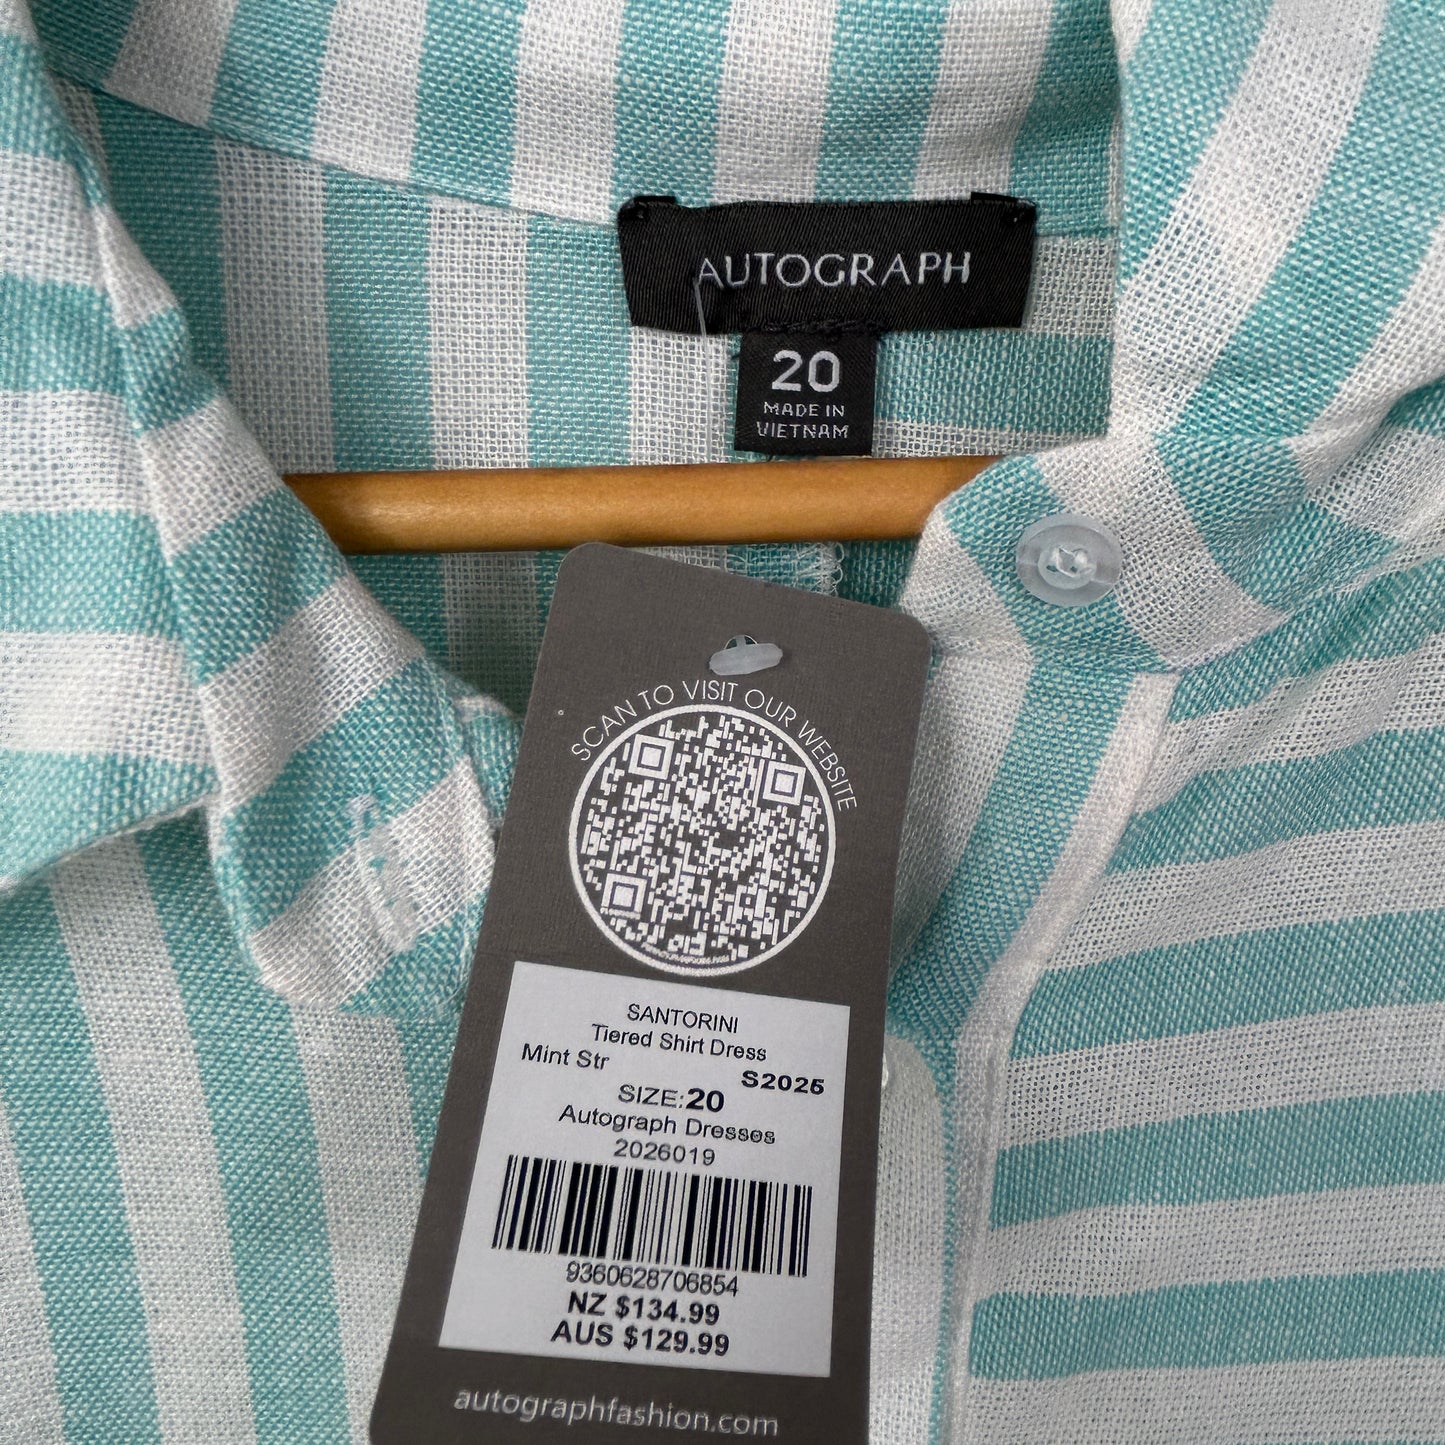 AUTOGRAPH
20
MADE IN
VIETNAM
SCAN TO VISIT OUR WEBSITE
SANTORINI
Tiered Shirt Dress
Mint Str
S2025
SIZE:20
Autograph Dresses
2026019
9360628706854
NZ $134.99
AUS $129.99
autographfashion.com